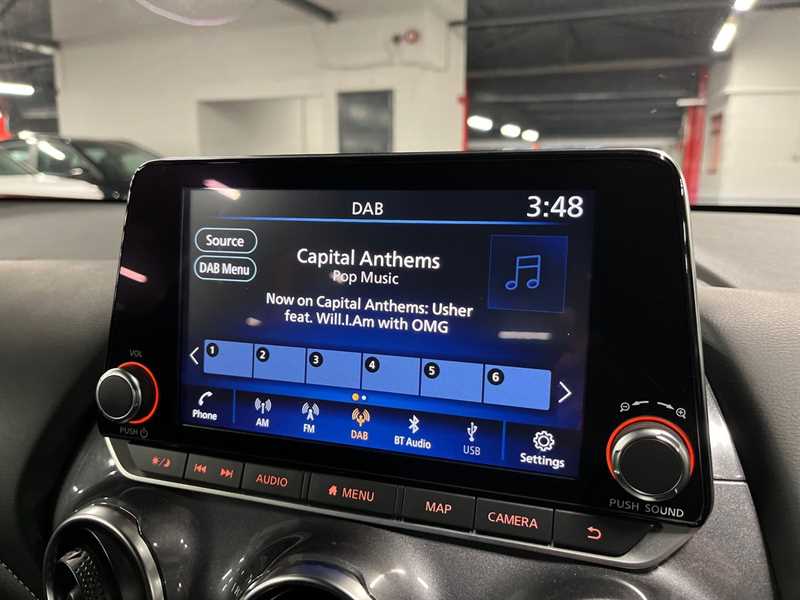 DAB
3:48
Source
Capital Anthems
DAB Menu
Pop Music
Now on Capital Anthems: Usher
feat. Will.I.Am with OMG
1 2 3 4 5 6
Phone
AM
FM
DAB
BT Audio
USB
Settings
VOL
PUSH
PUSH SOUND
AUDIO
MENU
MAP
CAMERA